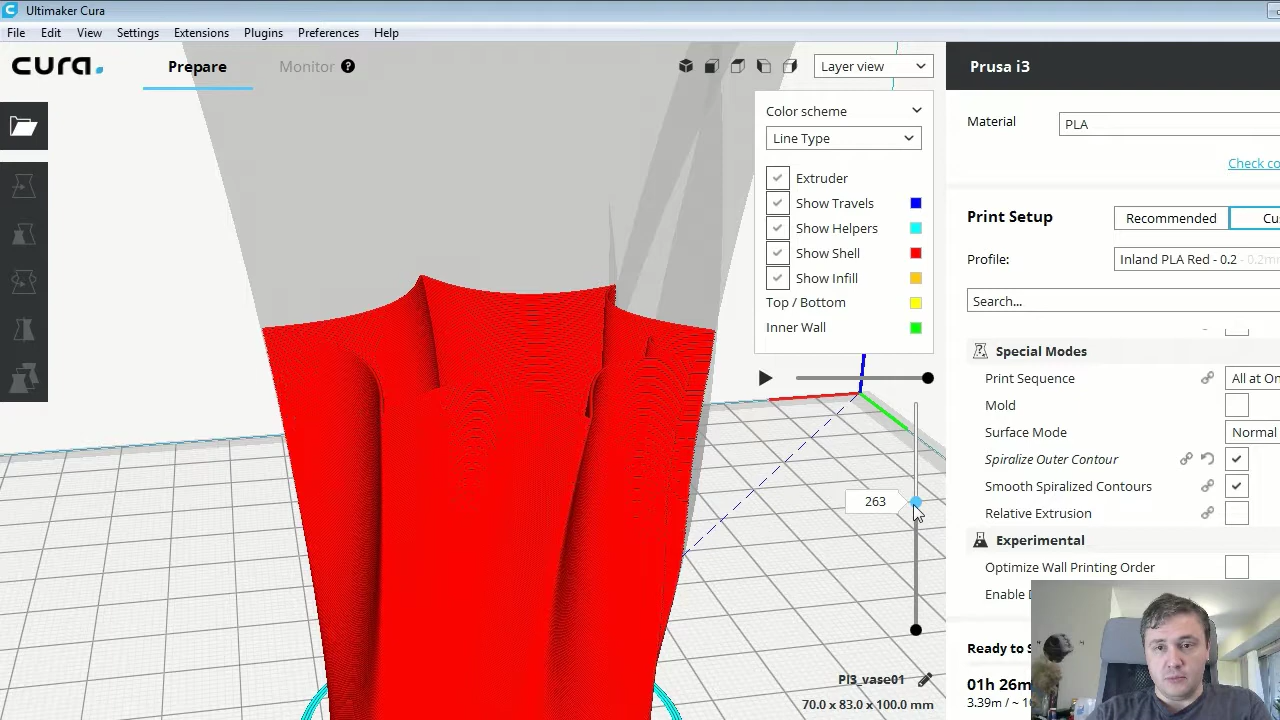 Ultimaker Cura
File Edit View Settings Extensions Plugins Preferences Help
cura.
Prepare
Monitor ?
Layer view
Prusa i3
Color scheme
Line Type
Extruder
Show Travels
Show Helpers
Show Shell
Show Infill
Top / Bottom
Inner Wall
Material
PLA
Check co
Print Setup
Recommended
Cu
Profile:
Inland PLA Red - 0.2 - 0.2m
Search...
Special Modes
Print Sequence
All at On
Mold
Surface Mode
Normal
Spiralize Outer Contour
Smooth Spiralized Contours
Relative Extrusion
Experimental
Optimize Wall Printing Order
Enable D
263
Ready to S
01h 26m
3.39m / ~ 1
PI3_vase01
70.0 x 83.0 x 100.0 mm